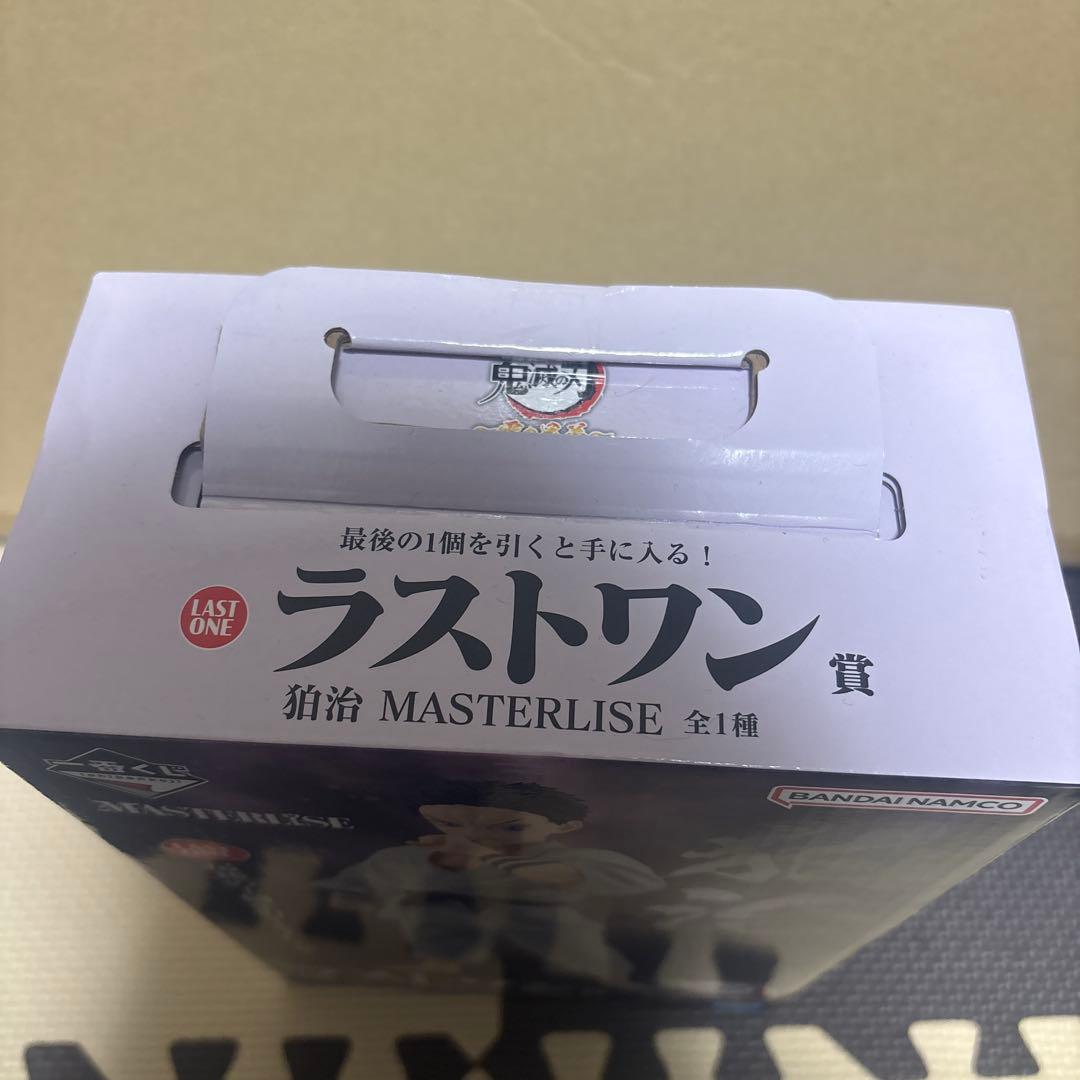 鬼滅の刃
最後の1個を引くと手に入る！
LAST
ONE
ラストワン賞
狛治 MASTERLISE 全1種
一番くじ
BANDAI NAMCO
MASTERLISE